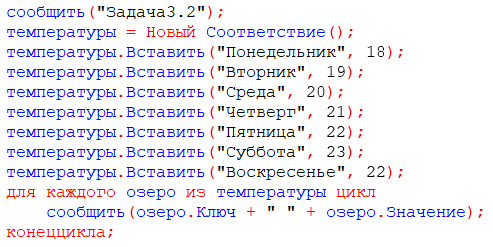 сообщить("Задача3.2");
температуры = Новый Соответствие();
температуры.Вставить("Понедельник", 18);
температуры.Вставить("Вторник", 19);
температуры.Вставить("Среда", 20);
температуры.Вставить("Четверг", 21);
температуры.Вставить("Пятница", 22);
температуры.Вставить("Суббота", 23);
температуры.Вставить("Воскресенье", 22);
для каждого озеро из температуры цикл
    сообщить(озеро.Ключ + " " + озеро.Значение);
конеццикла;